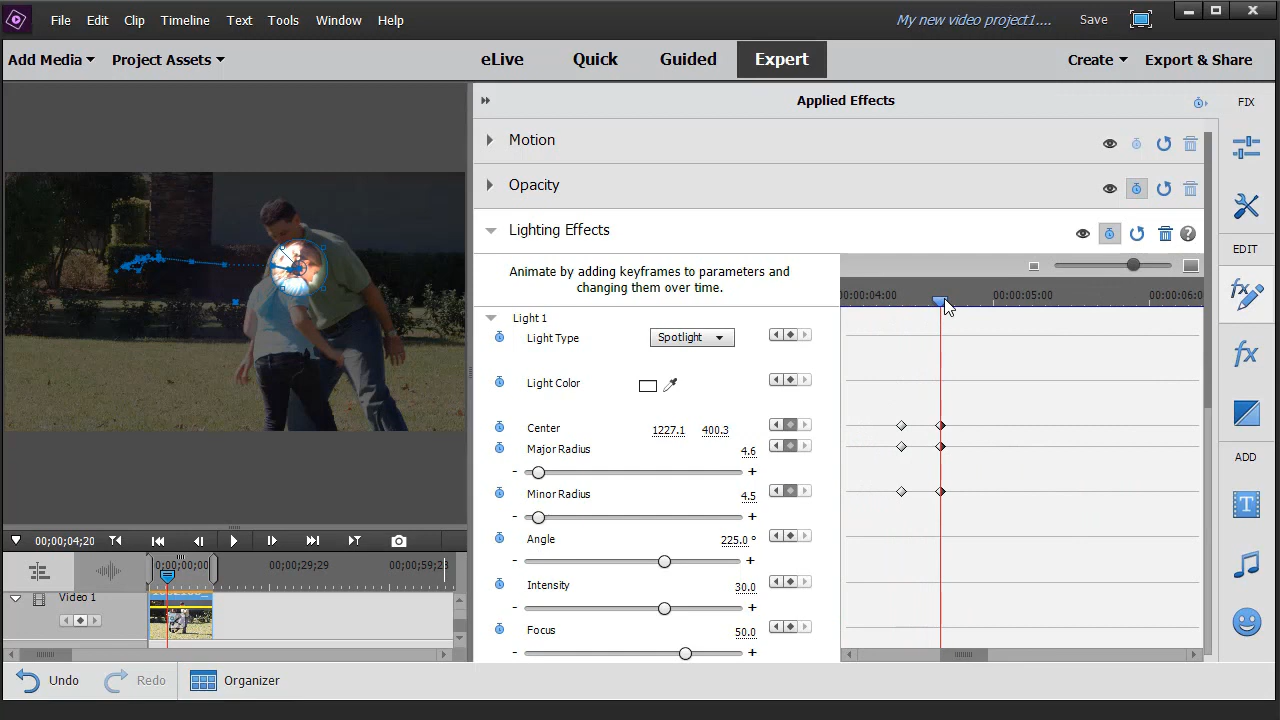 File Edit Clip Timeline Text Tools Window Help My new video project1.... Save
Add Media Project Assets eLive Quick Guided Expert Create Export & Share
Applied Effects FIX
Motion
Opacity
Lighting Effects
EDIT
Animate by adding keyframes to parameters and
changing them over time.
00:00:04:00 00:00:05:00 00:00:06:0
Light 1
Light Type Spotlight
Light Color
Center 1227.1 400.3
Major Radius 4.6
- +
ADD
Minor Radius 4.5
- +
Angle 225.0 °
- +
Intensity 30.0
- +
Focus 50.0
- +
00;00;04;20
0;00;00;00 00;00;29;29 00;00;59;28
Video 1
Undo Redo Organizer